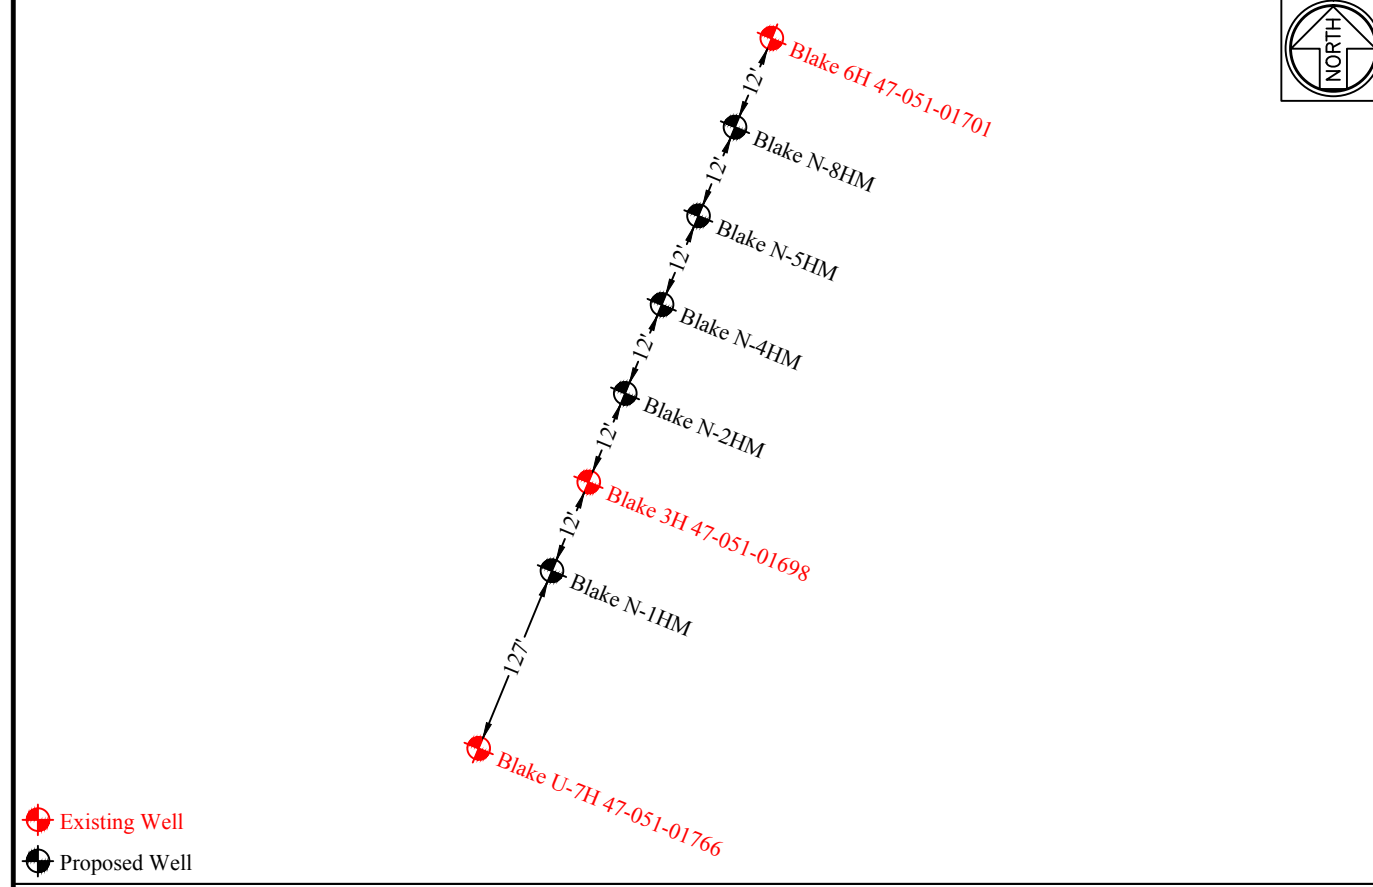 NORTH
Blake 6H 47-051-01701
12'
Blake N-8HM
12'
Blake N-5HM
12'
Blake N-4HM
12'
Blake N-2HM
12'
Blake 3H 47-051-01698
12'
Blake N-1HM
127'
Blake U-7H 47-051-01766
Existing Well
Proposed Well